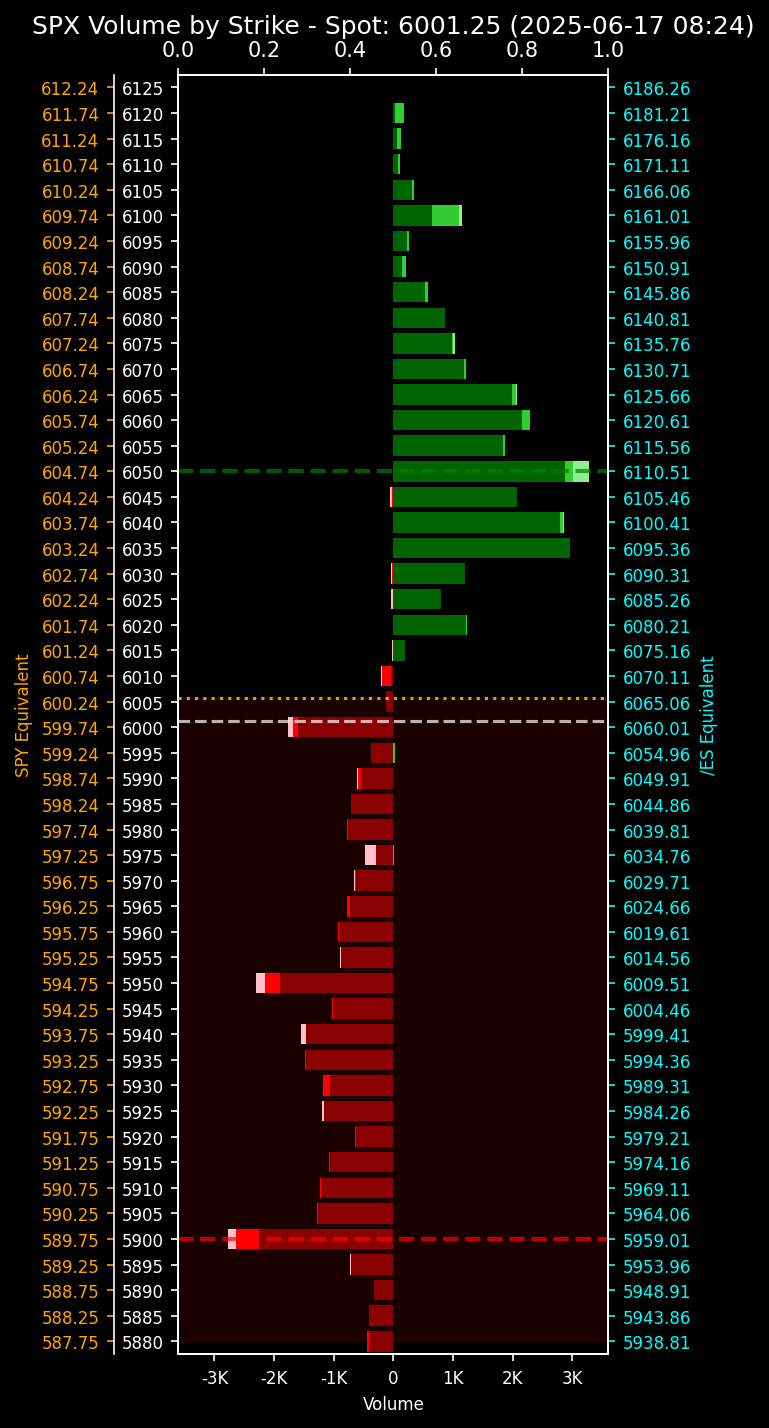 SPX Volume by Strike - Spot: 6001.25 (2025-06-17 08:24)
0.0 0.2 0.4 0.6 0.8 1.0
612.24 6125 6186.26
611.74 6120 6181.21
611.24 6115 6176.16
610.74 6110 6171.11
610.24 6105 6166.06
609.74 6100 6161.01
609.24 6095 6155.96
608.74 6090 6150.91
608.24 6085 6145.86
607.74 6080 6140.81
607.24 6075 6135.76
606.74 6070 6130.71
606.24 6065 6125.66
605.74 6060 6120.61
605.24 6055 6115.56
604.74 6050 6110.51
604.24 6045 6105.46
603.74 6040 6100.41
603.24 6035 6095.36
602.74 6030 6090.31
602.24 6025 6085.26
601.74 6020 6080.21
601.24 6015 6075.16
600.74 6010 6070.11
600.24 6005 6065.06
599.74 6000 6060.01
SPY Equivalent
/ES Equivalent
599.24 5995 6054.96
598.74 5990 6049.91
598.24 5985 6044.86
597.74 5980 6039.81
597.25 5975 6034.76
596.75 5970 6029.71
596.25 5965 6024.66
595.75 5960 6019.61
595.25 5955 6014.56
594.75 5950 6009.51
594.25 5945 6004.46
593.75 5940 5999.41
593.25 5935 5994.36
592.75 5930 5989.31
592.25 5925 5984.26
591.75 5920 5979.21
591.25 5915 5974.16
590.75 5910 5969.11
590.25 5905 5964.06
589.75 5900 5959.01
589.25 5895 5953.96
588.75 5890 5948.91
588.25 5885 5943.86
587.75 5880 5938.81
-3K -2K -1K 0 1K 2K 3K
Volume